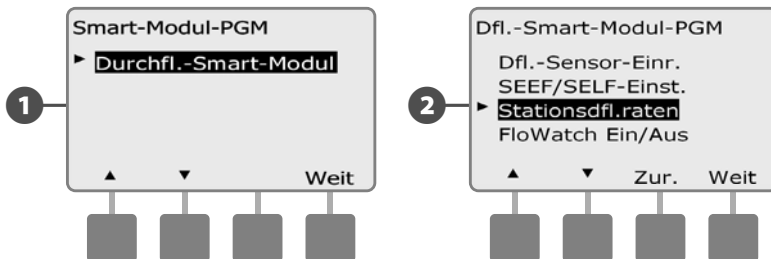 Smart-Modul-PGM
► Durchfl.-Smart-Modul
1
▲ ▼ Weit
Dfl.-Smart-Modul-PGM
Dfl.-Sensor-Einr.
SEEF/SELF-Einst.
2
► Stationsdfl.raten
FloWatch Ein/Aus
▲ ▼ Zur. Weit